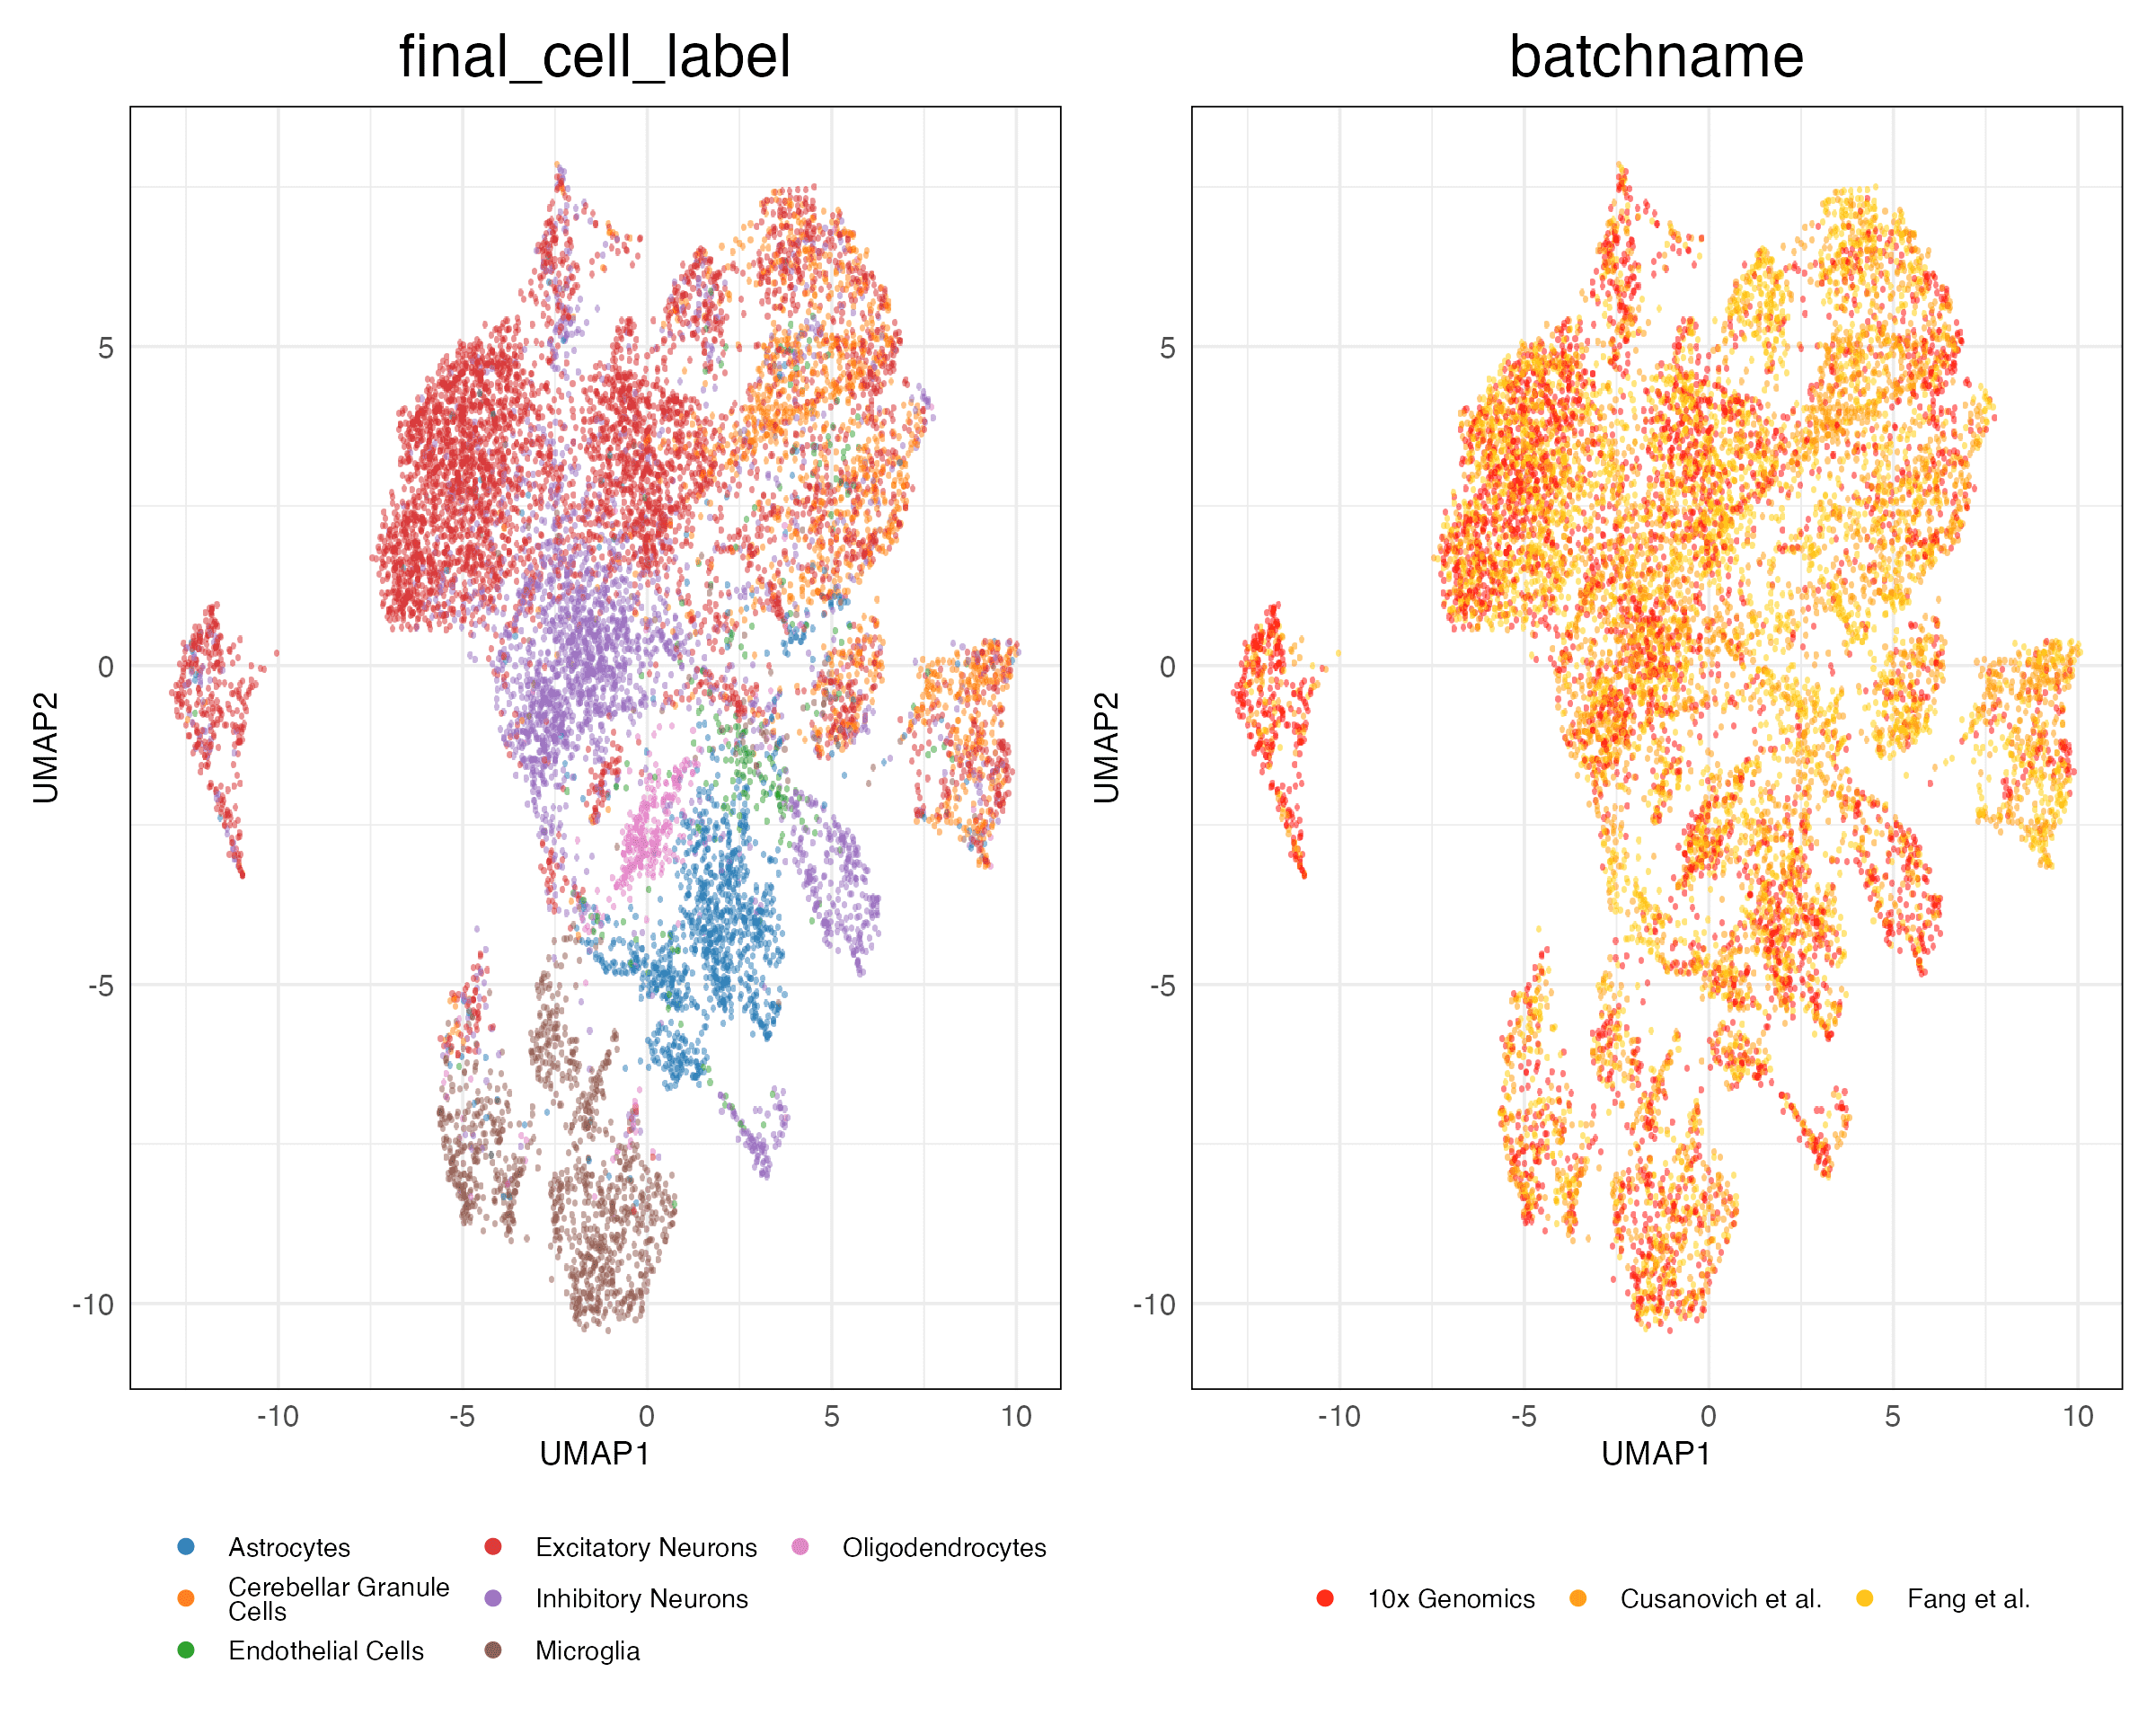 final_cell_label
batchname
UMAP2
5
0
-5
-10
-10
-5
0
5
10
UMAP1
UMAP2
5
0
-5
-10
-10
-5
0
5
10
UMAP1
Astrocytes
Cerebellar Granule
Cells
Endothelial Cells
Excitatory Neurons
Inhibitory Neurons
Microglia
Oligodendrocytes
10x Genomics
Cusanovich et al.
Fang et al.